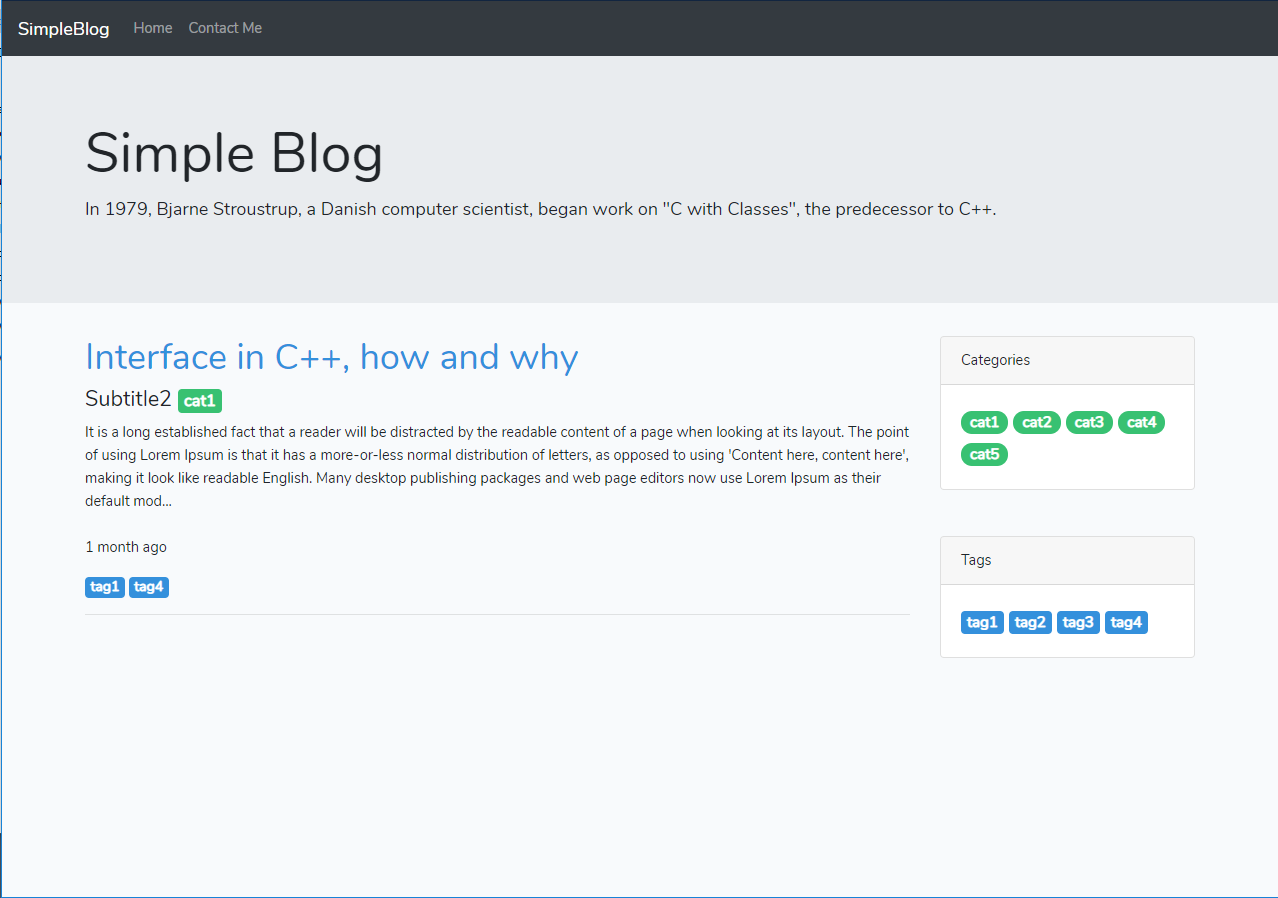 SimpleBlog Home Contact Me
Simple Blog
In 1979, Bjarne Stroustrup, a Danish computer scientist, began work on "C with Classes", the predecessor to C++.
Interface in C++, how and why
Subtitle2 cat1
It is a long established fact that a reader will be distracted by the readable content of a page when looking at its layout. The point
of using Lorem Ipsum is that it has a more-or-less normal distribution of letters, as opposed to using 'Content here, content here',
making it look like readable English. Many desktop publishing packages and web page editors now use Lorem Ipsum as their
default mod...
1 month ago
tag1 tag4
Categories
cat1 cat2 cat3 cat4
cat5
Tags
tag1 tag2 tag3 tag4